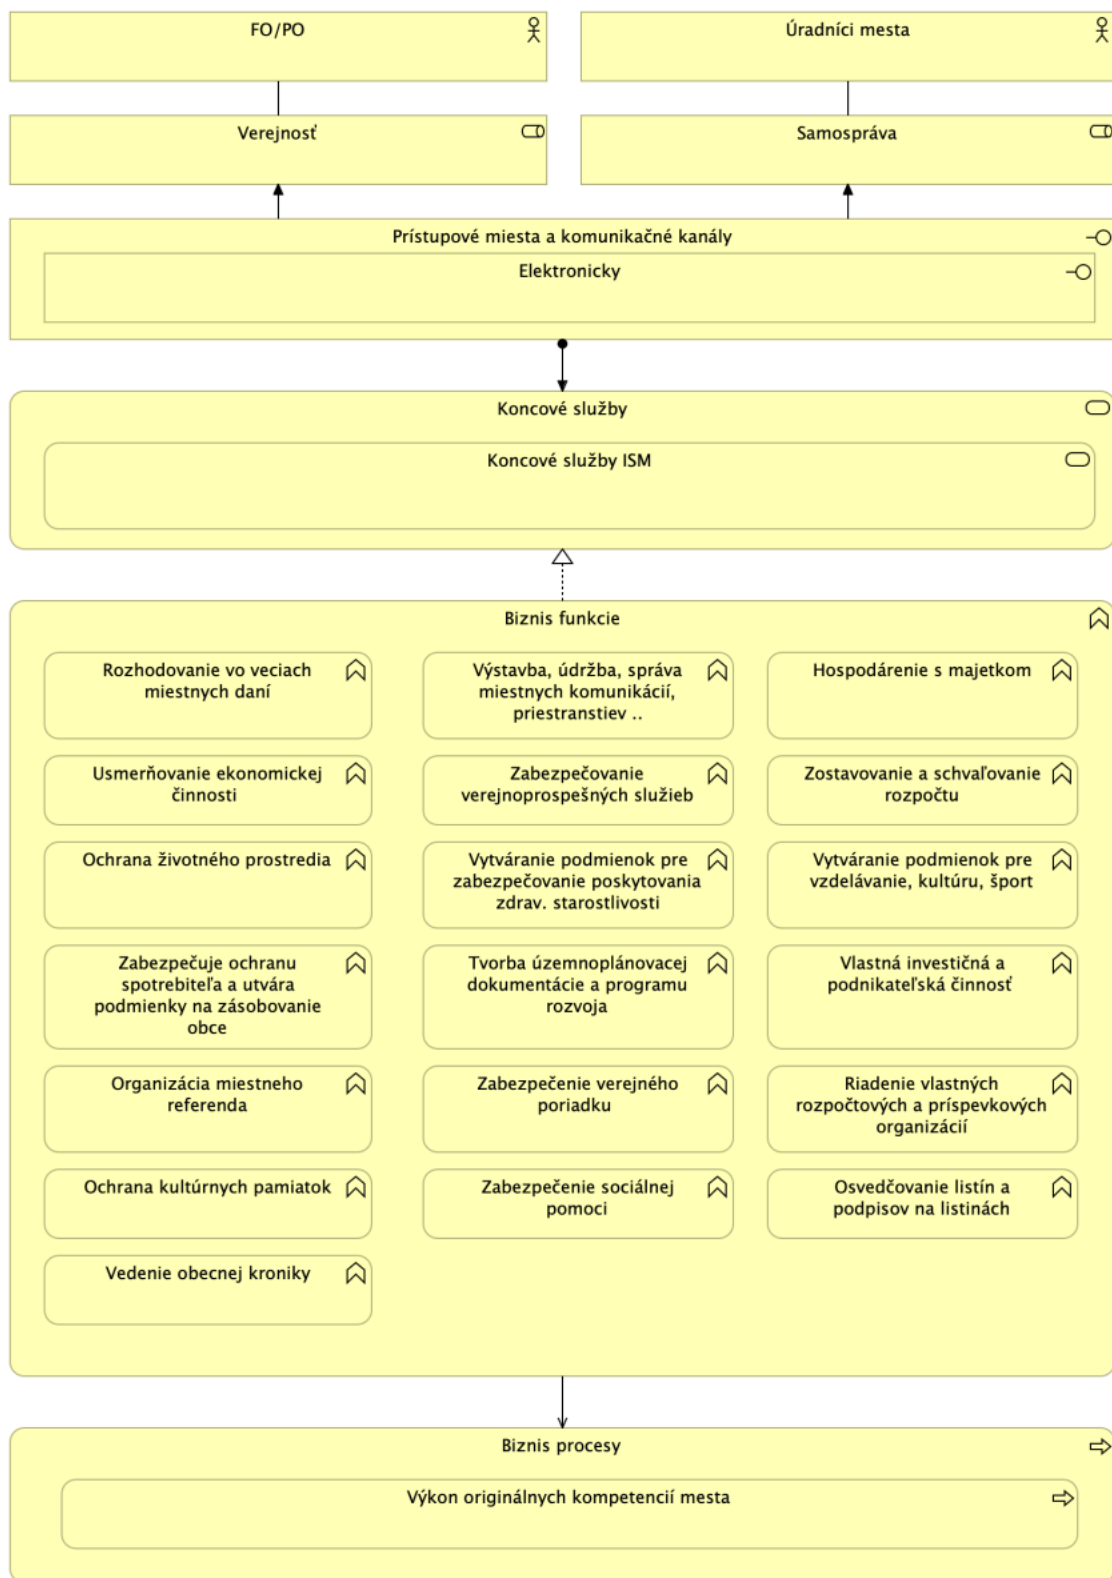 FO/PO
Úradníci mesta
Verejnosť
Samospráva
Prístupové miesta a komunikačné kanály
Elektronicky
Koncové služby
Koncové služby ISM
Biznis funkcie
Rozhodovanie vo veciach
miestnych daní
Výstavba, údržba, správa
miestnych komunikácií,
priestranstiev ..
Hospodárenie s majetkom
Usmerňovanie ekonomickej
činnosti
Zabezpečovanie
verejnoprospešných služieb
Zostavovanie a schvaľovanie
rozpočtu
Ochrana životného prostredia
Vytváranie podmienok pre
zabezpečovanie poskytovania
zdrav. starostlivosti
Vytváranie podmienok pre
vzdelávanie, kultúru, šport
Zabezpečuje ochranu
spotrebiteľa a utvára
podmienky na zásobovanie
obce
Tvorba územnoplánovacej
dokumentácie a programu
rozvoja
Vlastná investičná a
podnikateľská činnosť
Organizácia miestneho
referenda
Zabezpečenie verejného
poriadku
Riadenie vlastných
rozpočtových a príspevkových
organizácií
Ochrana kultúrnych pamiatok
Zabezpečenie sociálnej
pomoci
Osvedčovanie listín a
podpisov na listinách
Vedenie obecnej kroniky
Biznis procesy
Výkon originálnych kompetencií mesta